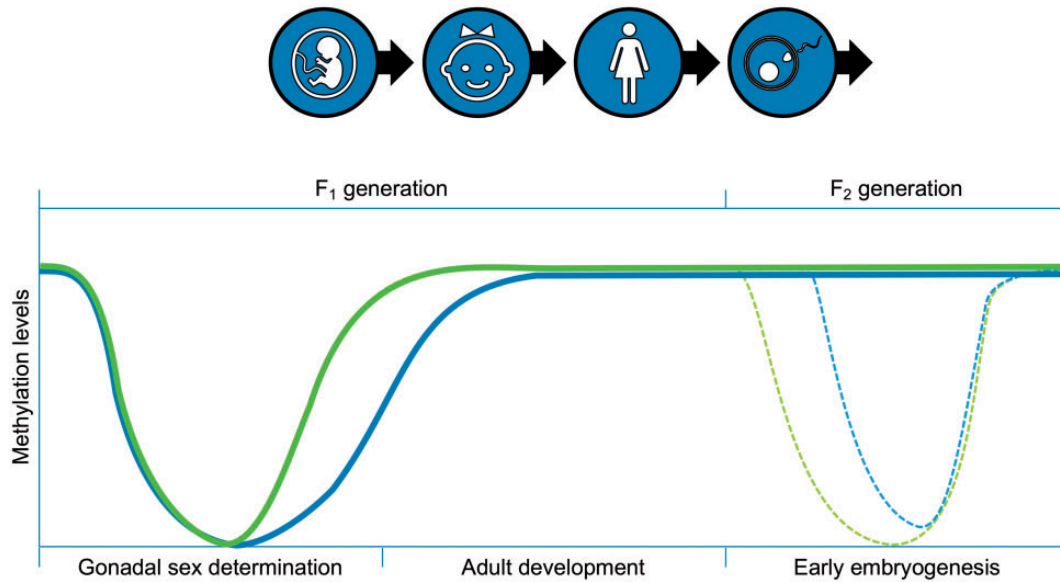 F₁ generation
F₂ generation
Methylation levels
Gonadal sex determination
Adult development
Early embryogenesis